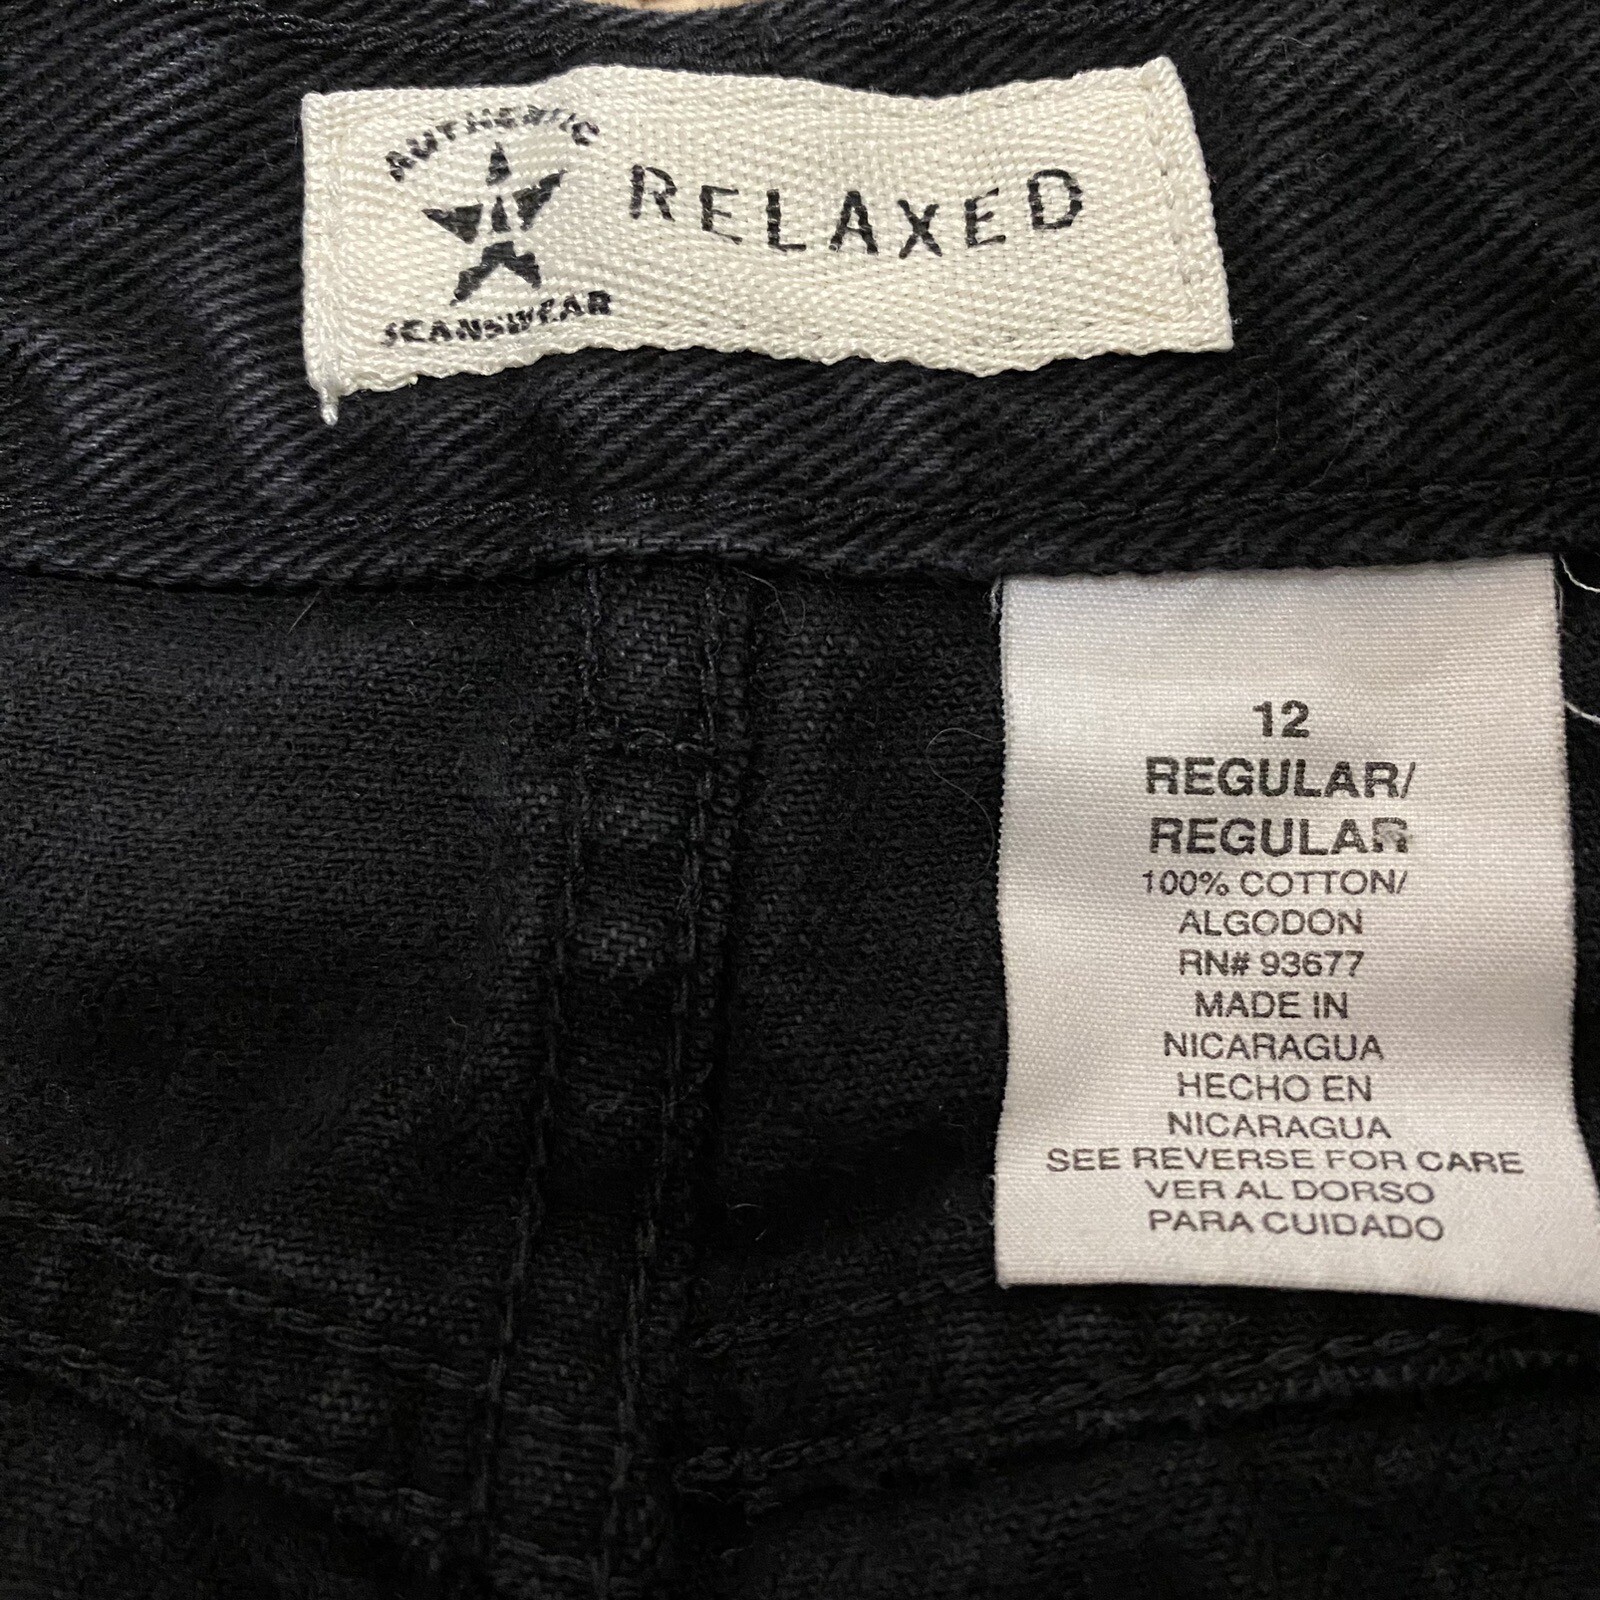 AUTHENTIC
JEANSWEAR
RELAXED
12
REGULAR/
REGULAR
100% COTTON/
ALGODON
RN# 93677
MADE IN
NICARAGUA
HECHO EN
NICARAGUA
SEE REVERSE FOR CARE
VER AL DORSO
PARA CUIDADO